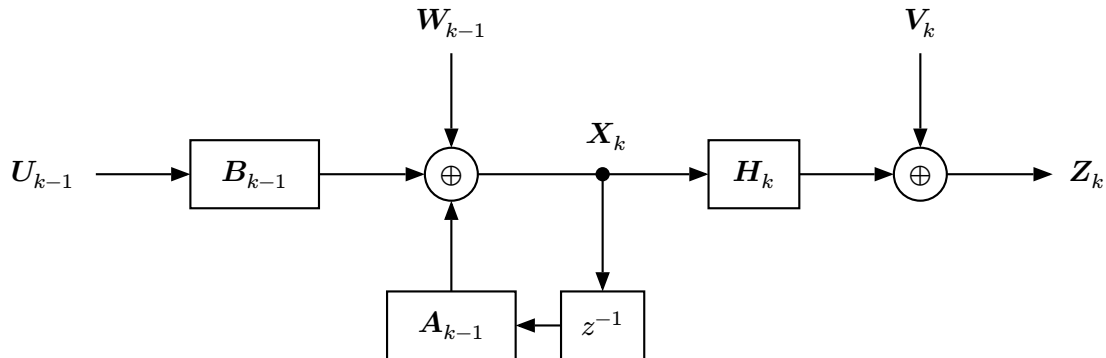 W_{k−1}
V_k
X_k
U_{k−1}
B_{k−1}
⊕
H_k
⊕
Z_k
A_{k−1}
z^{−1}